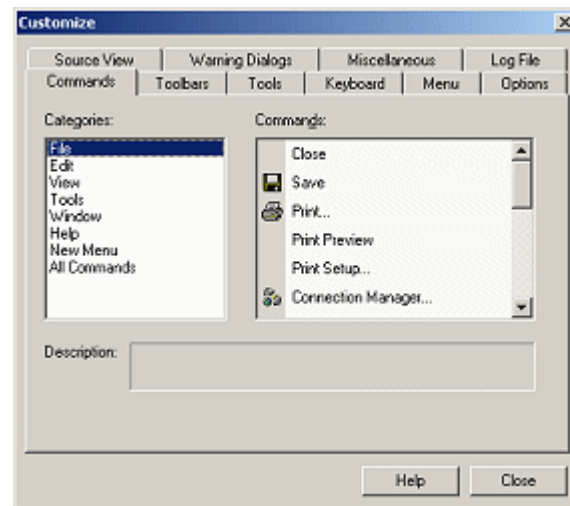 Customize
Source View Warning Dialogs Miscellaneous Log File
Commands Toolbars Tools Keyboard Menu Options
Categories:
File
Edit
View
Tools
Window
Help
New Menu
All Commands
Commands:
Close
Save
Print...
Print Preview
Print Setup...
Connection Manager...
Description:
Help Close